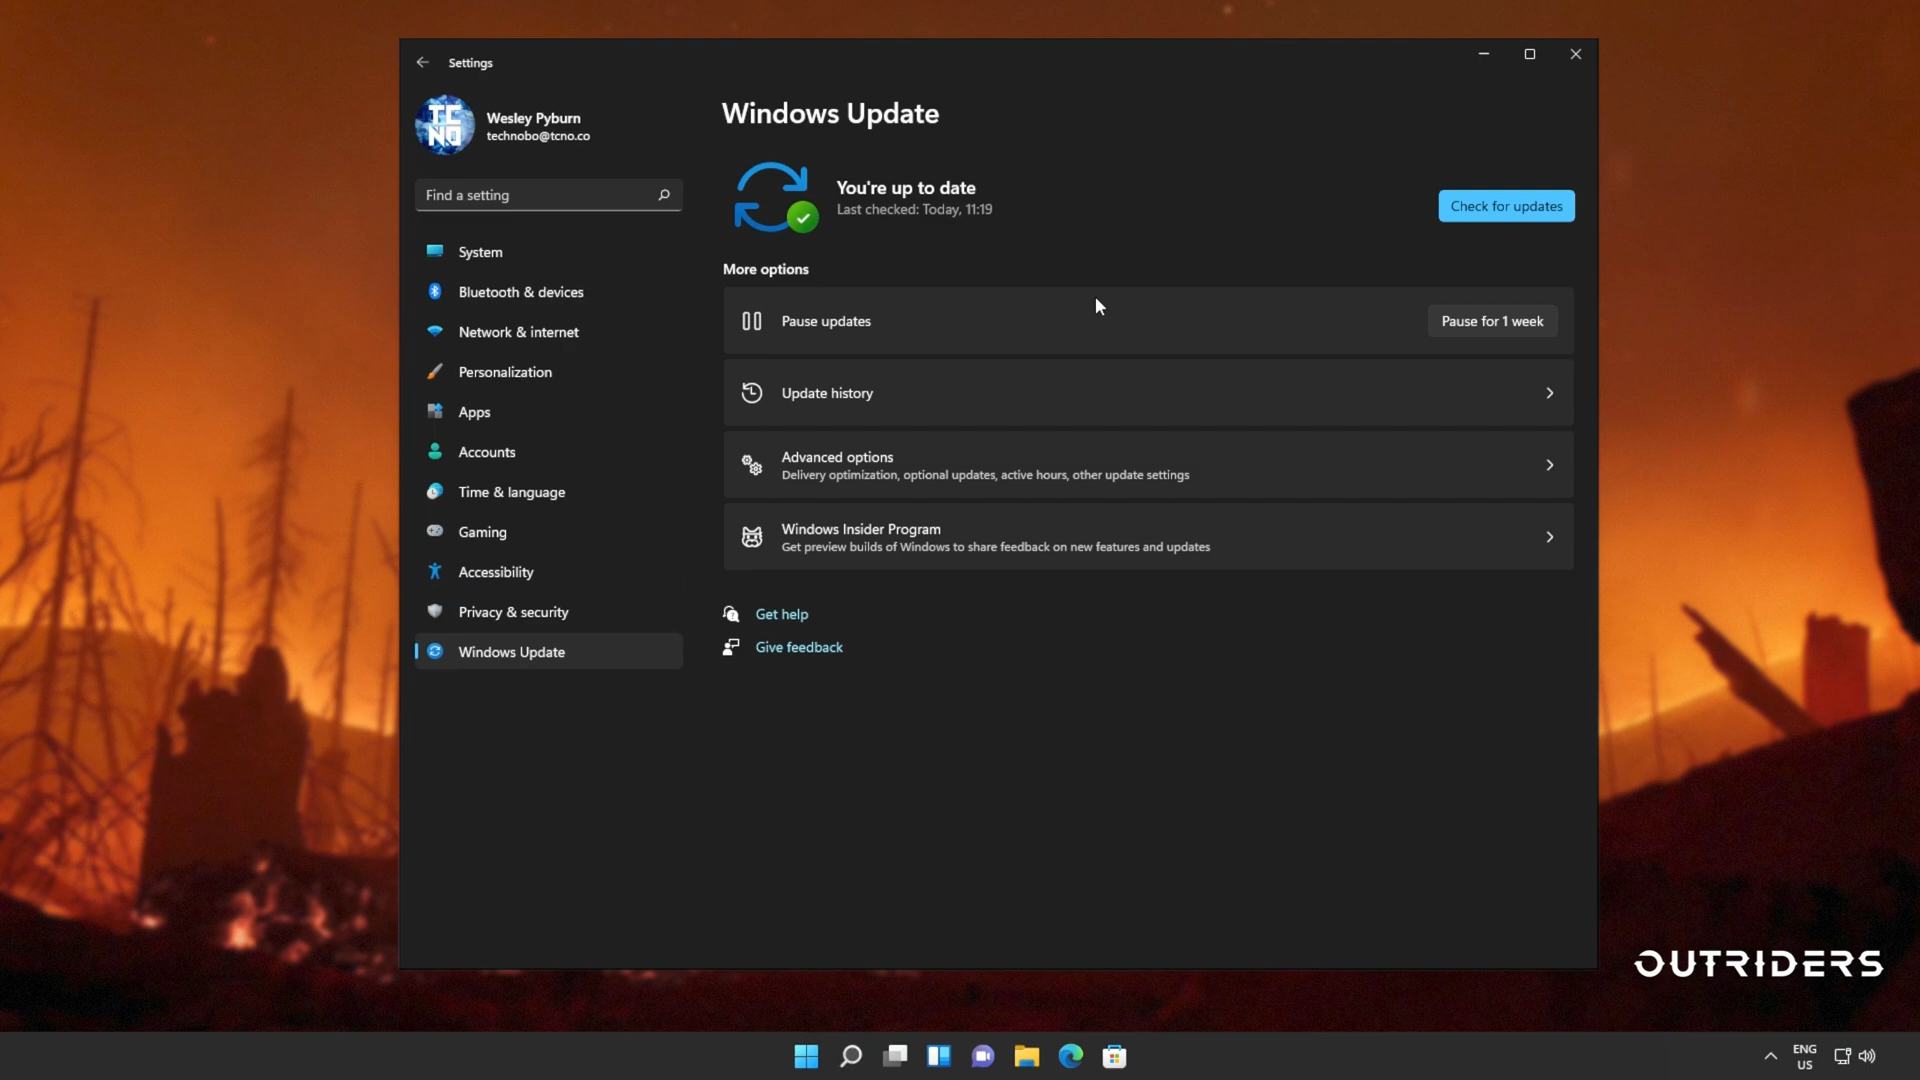 Settings
Wesley Pyburn
technobo@tcno.co
TC
NO
Find a setting
System
Bluetooth & devices
Network & internet
Personalization
Apps
Accounts
Time & language
Gaming
Accessibility
Privacy & security
Windows Update
Windows Update
You're up to date
Last checked: Today, 11:19
Check for updates
More options
Pause updates
Pause for 1 week
Update history
Advanced options
Delivery optimization, optional updates, active hours, other update settings
Windows Insider Program
Get preview builds of Windows to share feedback on new features and updates
Get help
Give feedback
OUTRIDERS
ENG
US